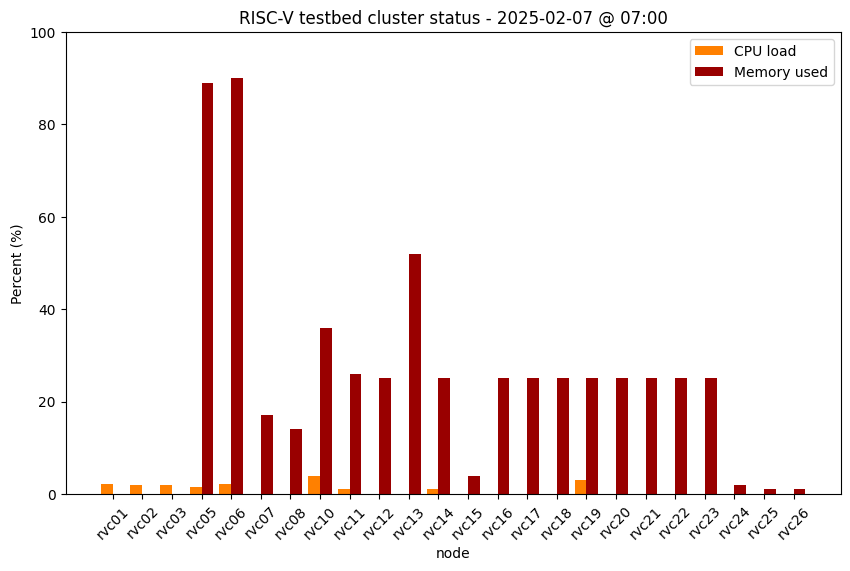 RISC-V testbed cluster status - 2025-02-07 @ 07:00
CPU load
Memory used
Percent (%)
100
80
60
40
20
0
rvc01
rvc02
rvc03
rvc05
rvc06
rvc07
rvc08
rvc10
rvc11
rvc12
rvc13
rvc14
rvc15
rvc16
rvc17
rvc18
rvc19
rvc20
rvc21
rvc22
rvc23
rvc24
rvc25
rvc26
node